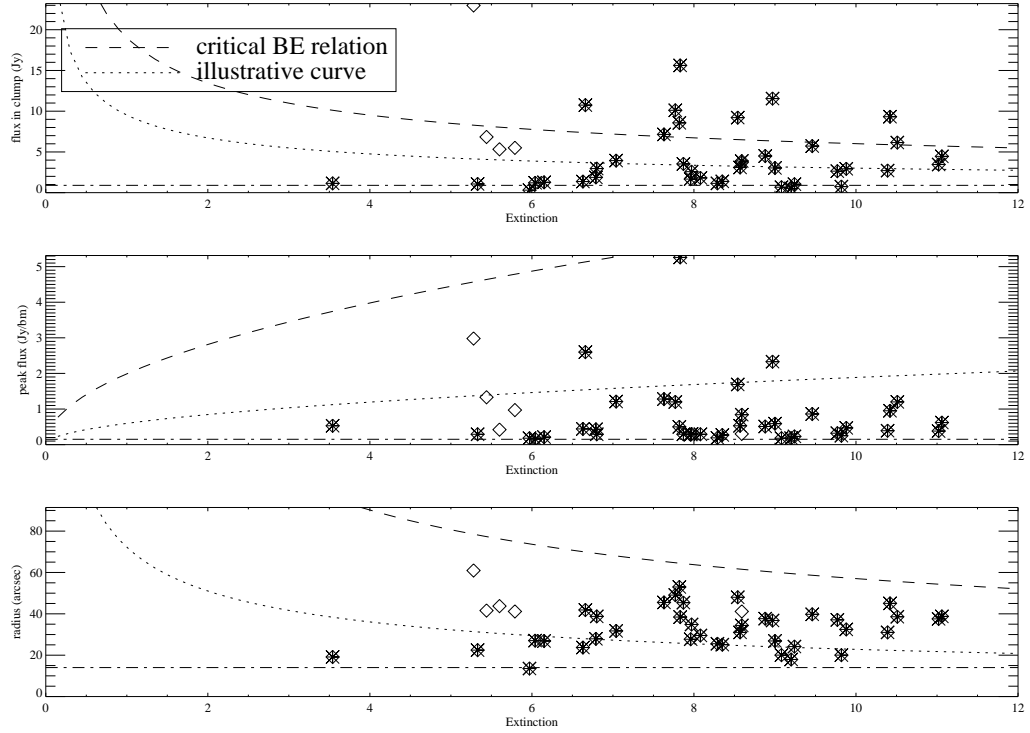 critical BE relation
illustrative curve
flux in clump (Jy)
20
15
10
5
0
0 2 4 6 8 10 12
Extinction
peak flux (Jy/bm)
5
4
3
2
1
0
0 2 4 6 8 10 12
Extinction
radius (arcsec)
80
60
40
20
0
0 2 4 6 8 10 12
Extinction